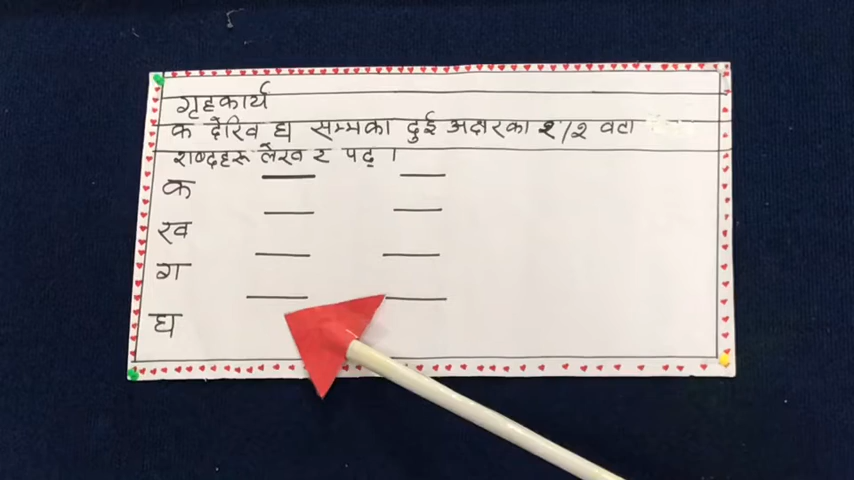 गृहकार्य
क देखि घ सम्मका दुई अक्षरका २/२ वटा
शब्दहरू लेख र पढ ।
क
ख
ग
घ